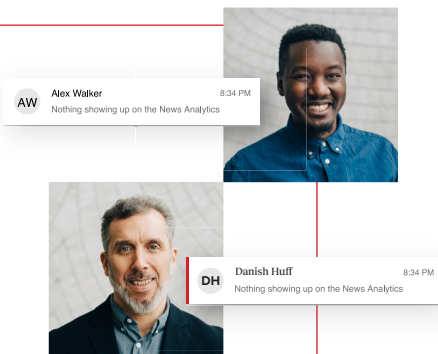 AW
Alex Walker 8:34 PM
Nothing showing up on the News Analytics
DH
Danish Huff 8:34 PM
Nothing showing up on the News Analytics